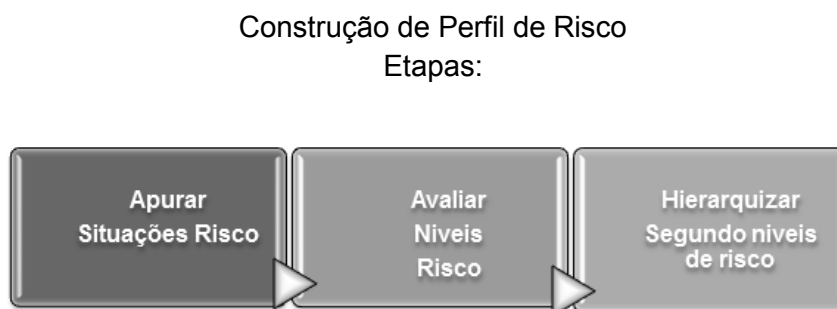 Construção de Perfil de Risco
Etapas:
Apurar
Situações Risco
Avaliar
Niveis
Risco
Hierarquizar
Segundo niveis
de risco